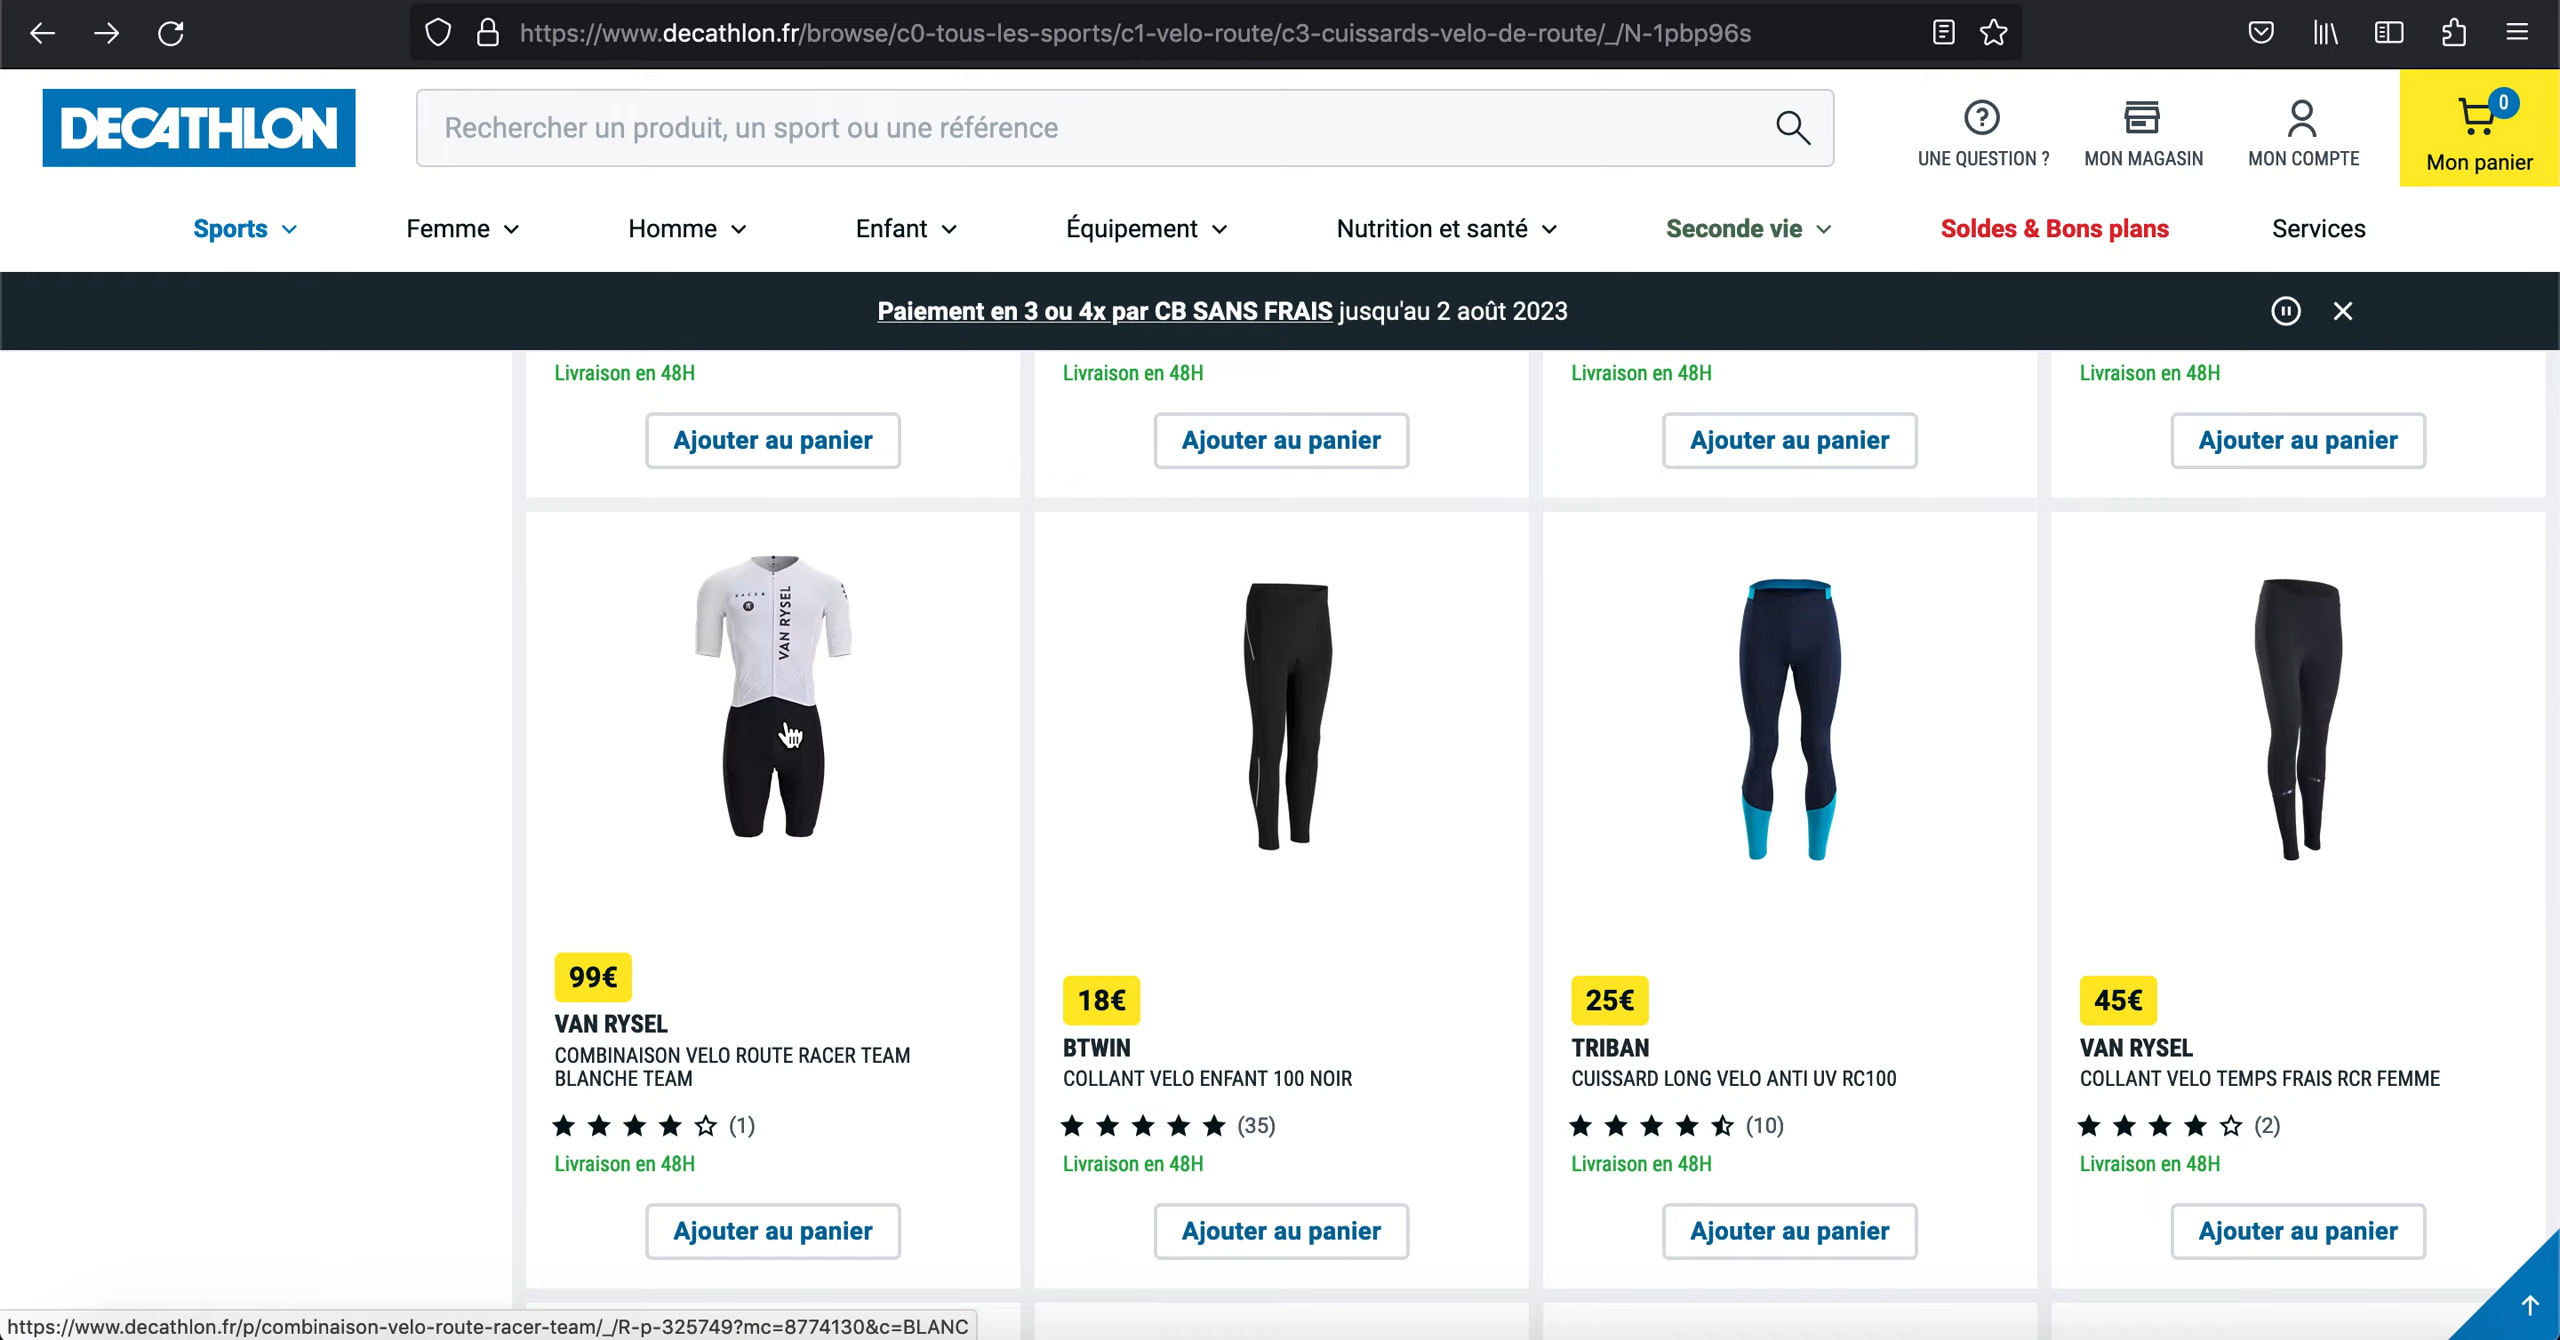 https://www.decathlon.fr/browse/c0-tous-les-sports/c1-velo-route/c3-cuissards-velo-de-route/_/N-1pbp96s
DECATHLON
Rechercher un produit, un sport ou une référence
UNE QUESTION ?
MON MAGASIN
MON COMPTE
0
Mon panier
Sports
Femme
Homme
Enfant
Équipement
Nutrition et santé
Seconde vie
Soldes & Bons plans
Services
Paiement en 3 ou 4x par CB SANS FRAIS jusqu'au 2 août 2023
Livraison en 48H
Livraison en 48H
Livraison en 48H
Livraison en 48H
Ajouter au panier
Ajouter au panier
Ajouter au panier
Ajouter au panier
RACER
VAN RYSEL
99€
VAN RYSEL
COMBINAISON VELO ROUTE RACER TEAM
BLANCHE TEAM
(1)
Livraison en 48H
Ajouter au panier
18€
BTWIN
COLLANT VELO ENFANT 100 NOIR
(35)
Livraison en 48H
Ajouter au panier
25€
TRIBAN
CUISSARD LONG VELO ANTI UV RC100
(10)
Livraison en 48H
Ajouter au panier
45€
VAN RYSEL
COLLANT VELO TEMPS FRAIS RCR FEMME
(2)
Livraison en 48H
Ajouter au panier
https://www.decathlon.fr/p/combinaison-velo-route-racer-team/_/R-p-325749?mc=8774130&c=BLANC